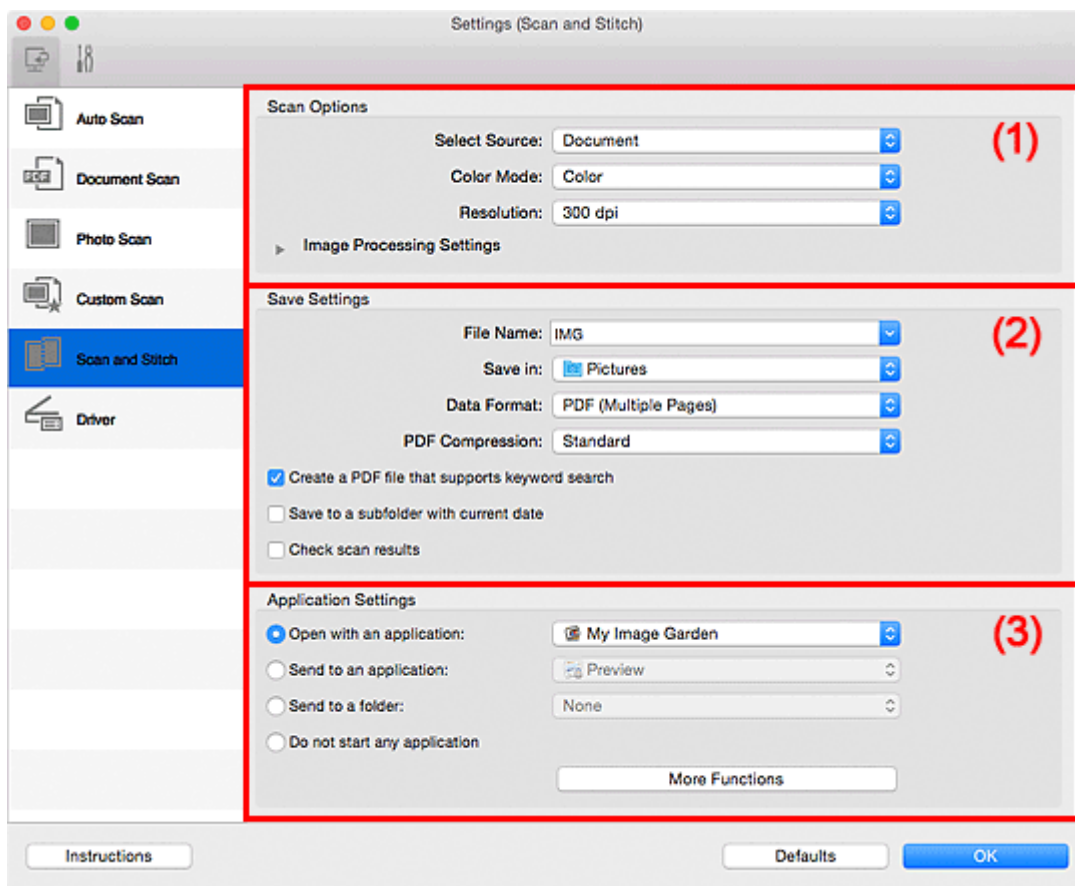 Settings (Scan and Stitch)
Auto Scan
Document Scan
Photo Scan
Custom Scan
Scan and Stitch
Driver
Scan Options
(1)
Select Source: Document
Color Mode: Color
Resolution: 300 dpi
Image Processing Settings
Save Settings
(2)
File Name: IMG
Save in: Pictures
Data Format: PDF (Multiple Pages)
PDF Compression: Standard
Create a PDF file that supports keyword search
Save to a subfolder with current date
Check scan results
Application Settings
(3)
Open with an application: My Image Garden
Send to an application: Preview
Send to a folder: None
Do not start any application
More Functions
Instructions
Defaults
OK